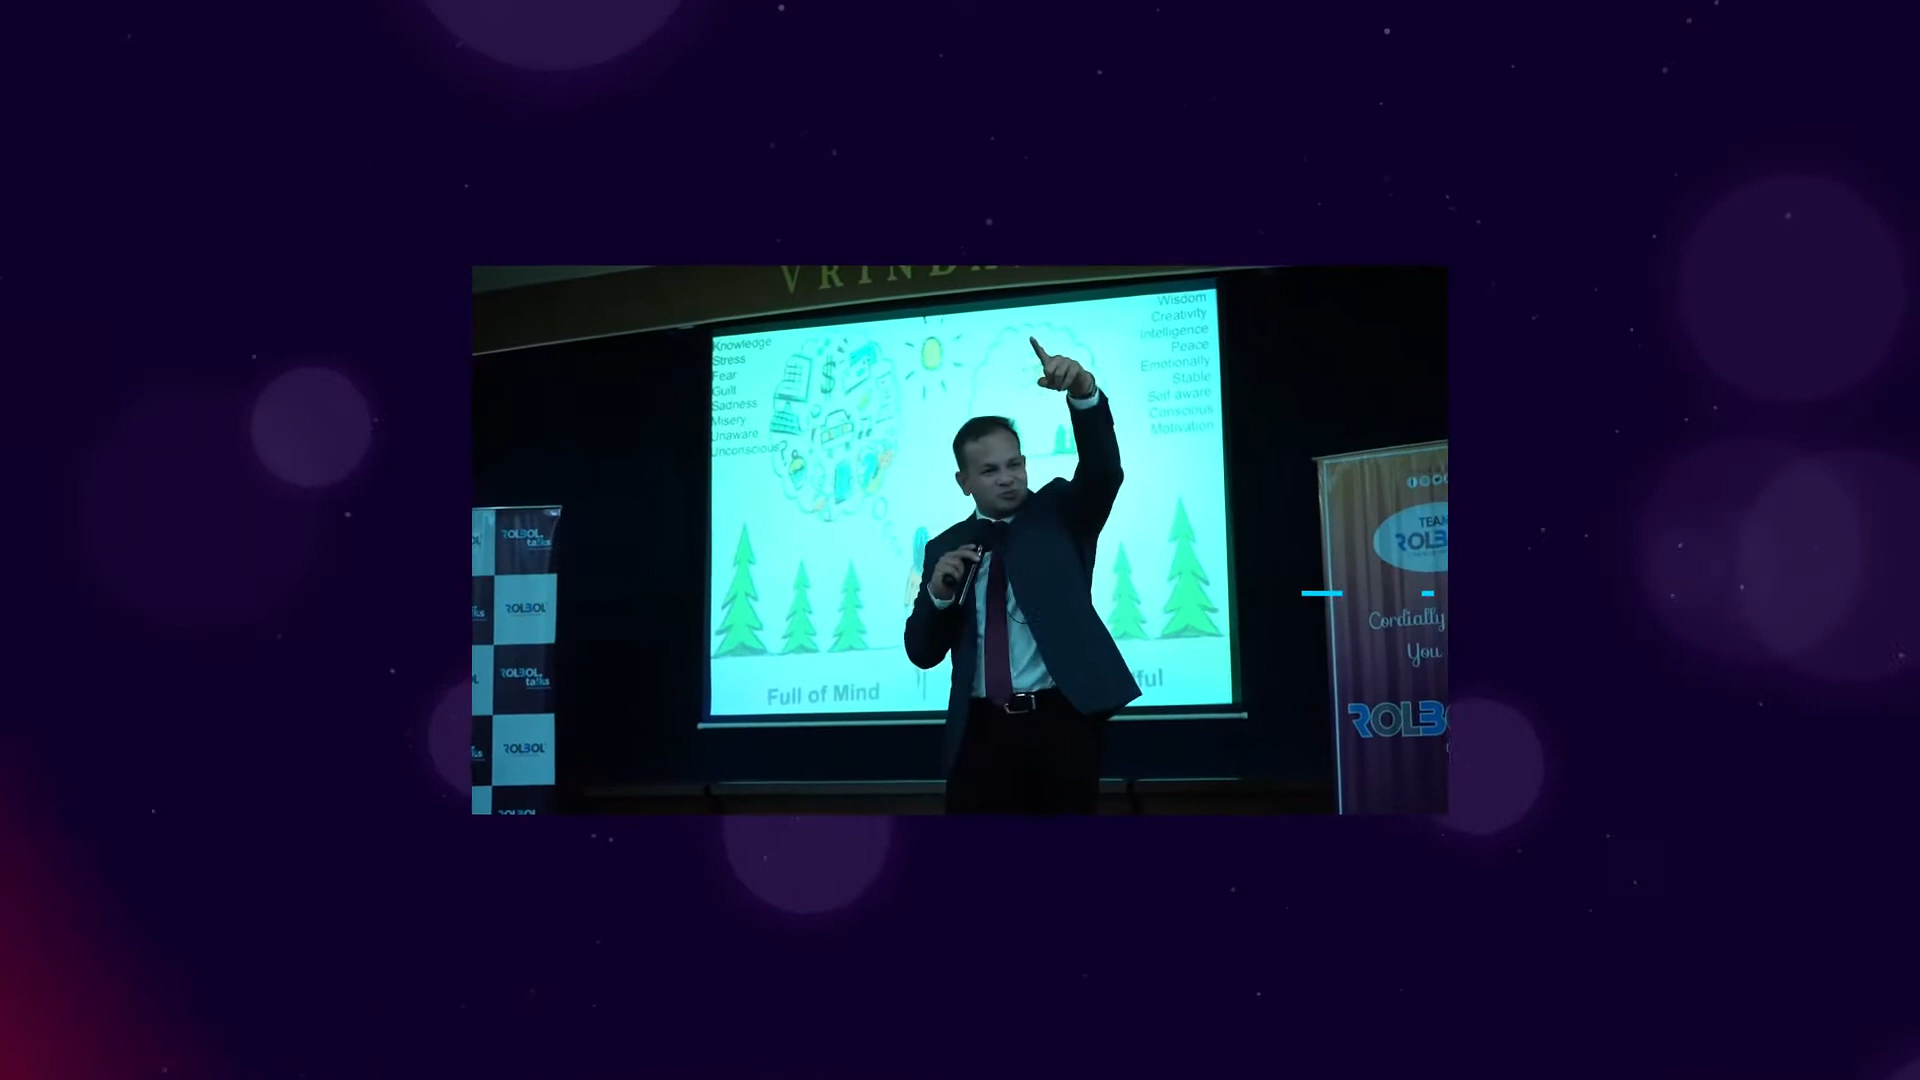 Knowledge
Stress
Fear
Guilt
Sadness
Misery
Unaware
Unconscious
Wisdom
Creativity
Intelligence
Peace
Emotionally
Stable
Self aware
Conscious
Motivation
Full of Mind
ROLBOL
talks
ROLBOL
ROLBOL
talks
ROLBOL
TEAM
Cordially
You